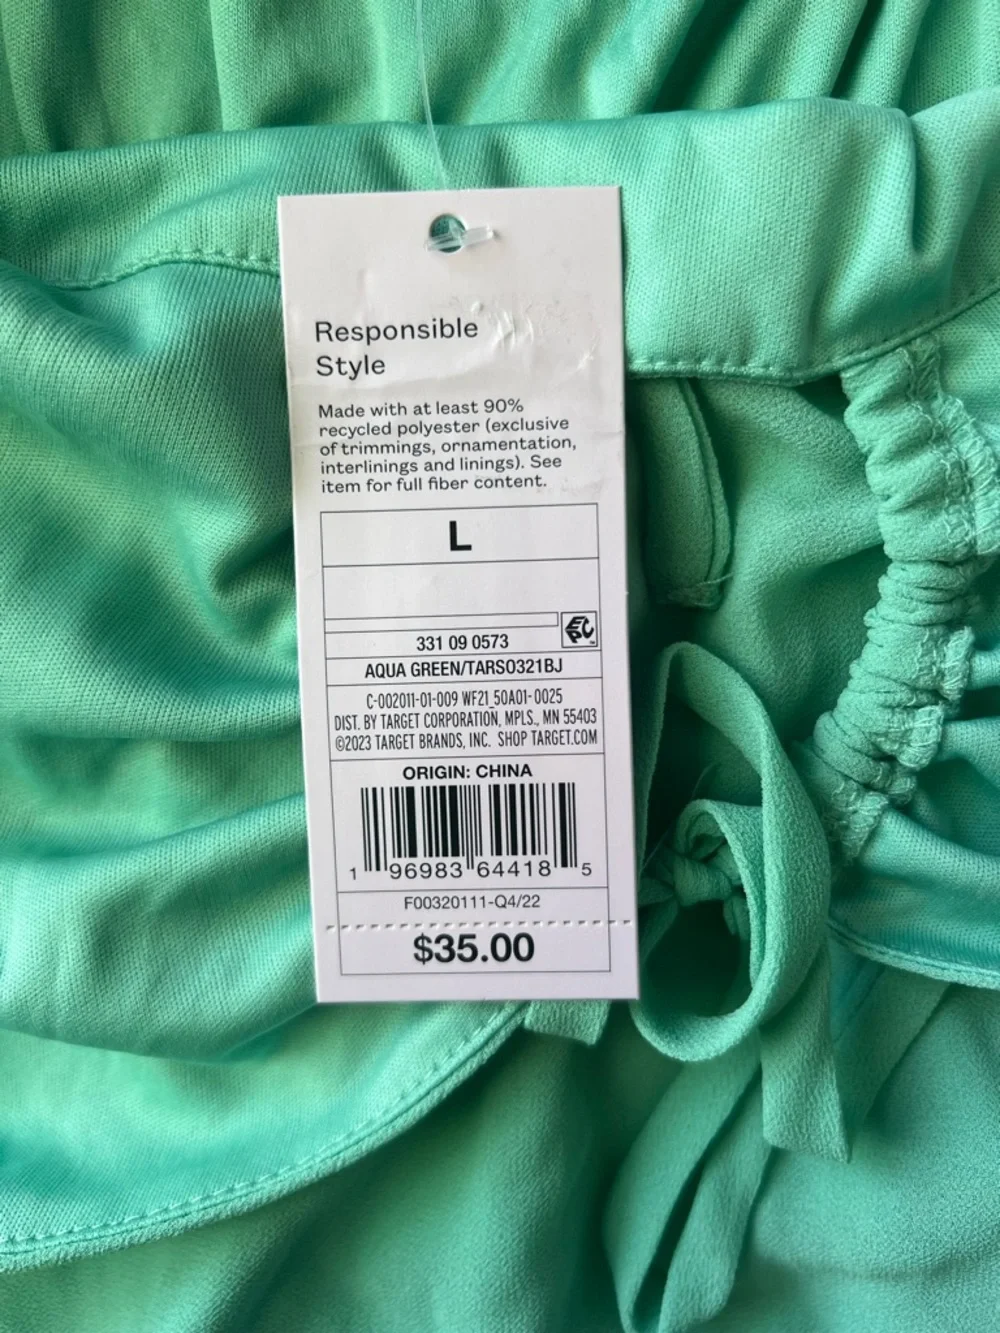 Responsible
Style
Made with at least 90%
recycled polyester (exclusive
of trimmings, ornamentation,
interlinings and linings). See
item for full fiber content.
L
EPC
331 09 0573
AQUA GREEN/TARS0321BJ
C-002011-01-009 WF21_50A01-0025
DIST. BY TARGET CORPORATION, MPLS., MN 55403
©2023 TARGET BRANDS, INC. SHOP TARGET.COM
ORIGIN: CHINA
1 96983 64418 5
F00320111-Q4/22
$35.00